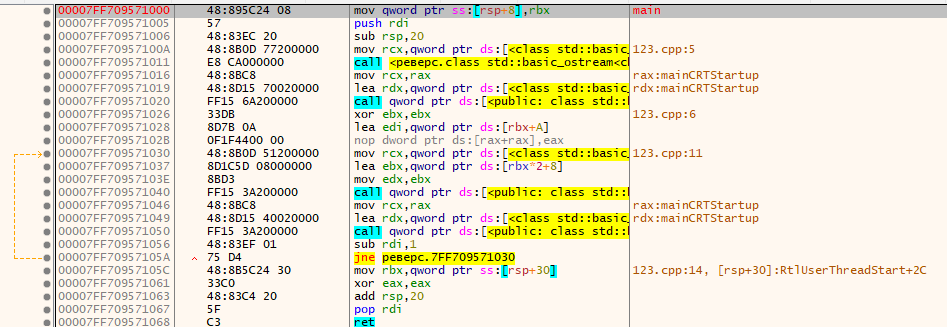 00007FF709571000 48:895C24 08 mov qword ptr ss:[rsp+8],rbx main
00007FF709571005 57 push rdi
00007FF709571006 48:83EC 20 sub rsp,20
00007FF70957100A 48:8B0D 77200000 mov rcx,qword ptr ds:[<class std::basic_ 123.cpp:5
00007FF709571011 E8 CA000000 call <реверс.class std::basic_ostream<c
00007FF709571016 48:8BC8 mov rcx,rax rax:mainCRTStartup
00007FF709571019 48:8D15 70020000 lea rdx,qword ptr ds:[<class std::basic_ rdx:mainCRTStartup
00007FF709571020 FF15 6A200000 call qword ptr ds:[<public: class std::
00007FF709571026 33DB xor ebx,ebx 123.cpp:6
00007FF709571028 8D7B 0A lea edi,qword ptr ds:[rbx+A]
00007FF70957102B 0F1F4400 00 nop dword ptr ds:[rax+rax],eax
00007FF709571030 48:8B0D 51200000 mov rcx,qword ptr ds:[<class std::basic_ 123.cpp:11
00007FF709571037 8D1C5D 08000000 lea ebx,qword ptr ds:[rbx*2+8]
00007FF70957103E 8BD3 mov edx,ebx
00007FF709571040 FF15 3A200000 call qword ptr ds:[<public: class std::
00007FF709571046 48:8BC8 mov rcx,rax rax:mainCRTStartup
00007FF709571049 48:8D15 40020000 lea rdx,qword ptr ds:[<class std::basic_ rdx:mainCRTStartup
00007FF709571050 FF15 3A200000 call qword ptr ds:[<public: class std::
00007FF709571056 48:83EF 01 sub rdi,1
00007FF70957105A 75 D4 jne реверс.7FF709571030
00007FF70957105C 48:8B5C24 30 mov rbx,qword ptr ss:[rsp+30] 123.cpp:14, [rsp+30]:RtlUserThreadStart+2C
00007FF709571061 33C0 xor eax,eax
00007FF709571063 48:83C4 20 add rsp,20
00007FF709571067 5F pop rdi
00007FF709571068 C3 ret